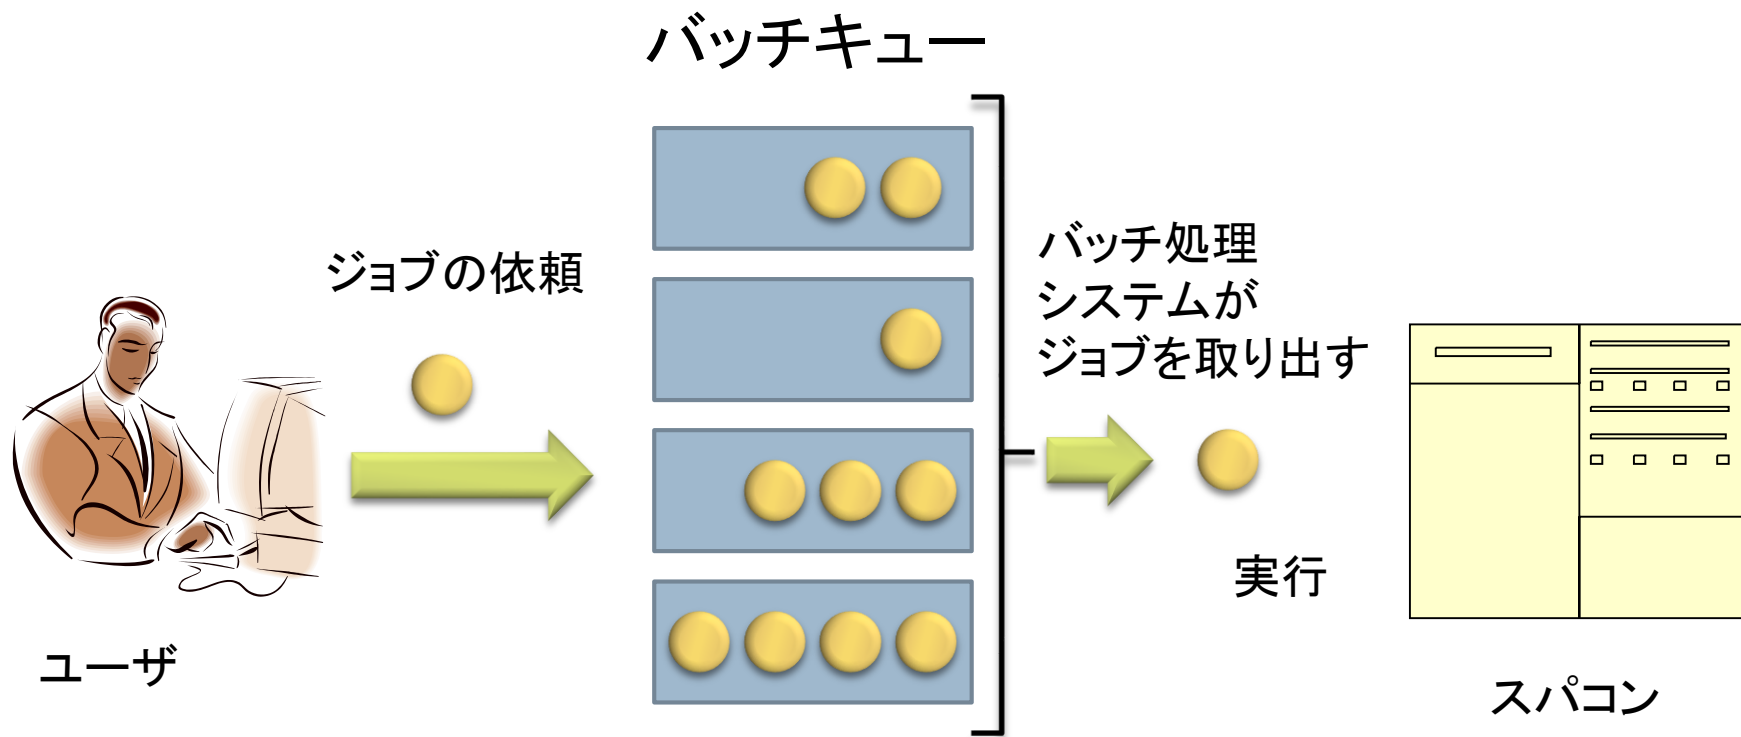 バッチキュー
ジョブの依頼
バッチ処理
システムが
ジョブを取り出す
実行
ユーザ
スパコン